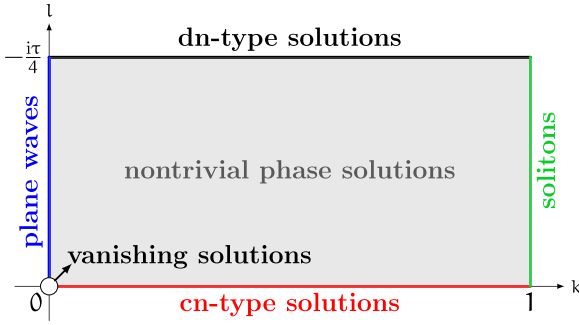 l
dn-type solutions
− iτ/4
plane waves
nontrivial phase solutions
solitons
vanishing solutions
0
cn-type solutions
1
k